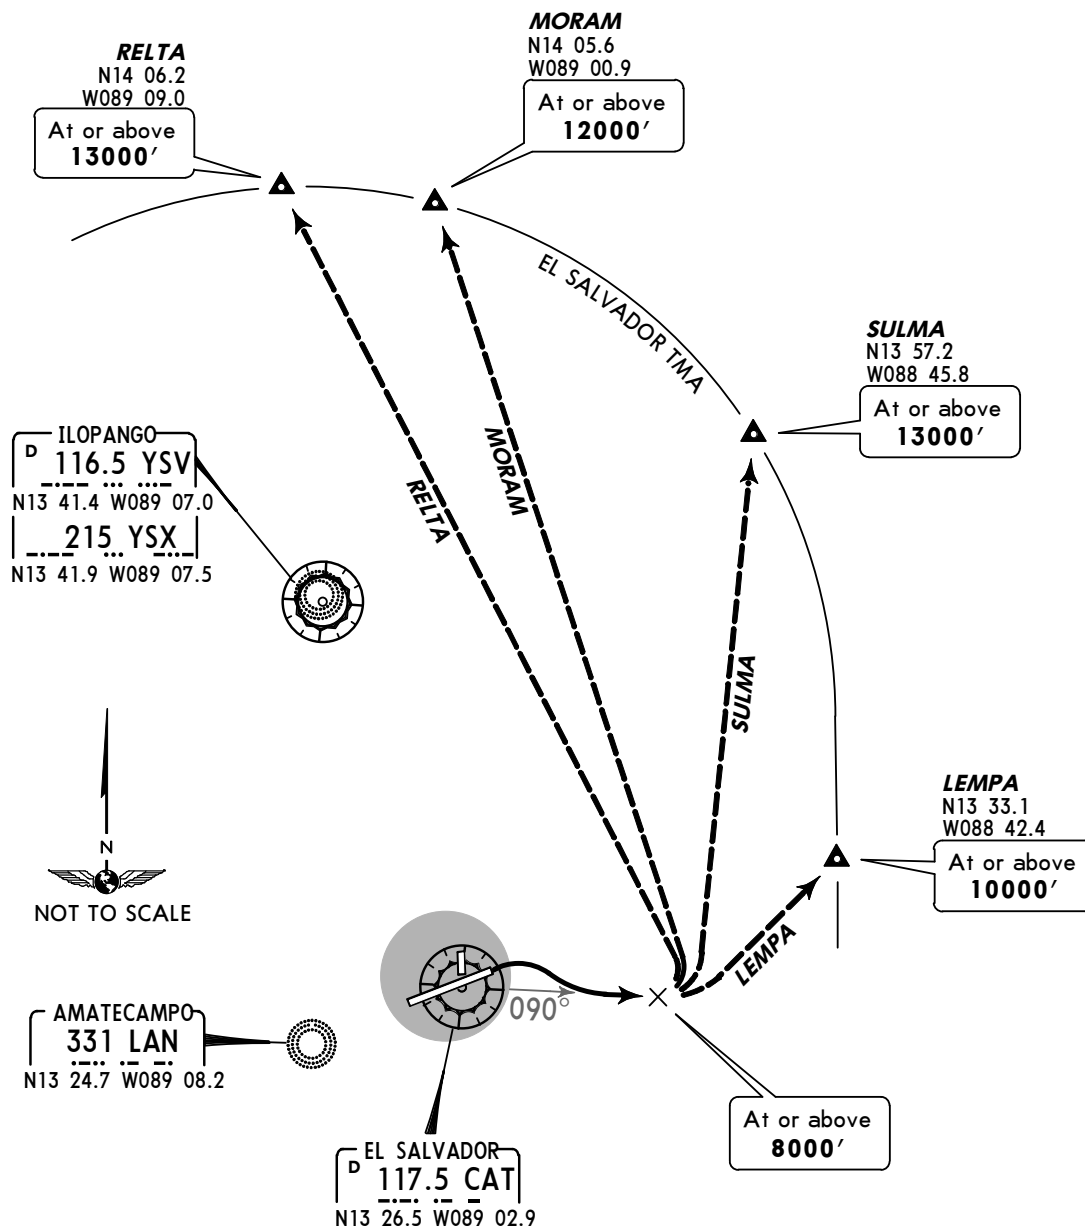 MORAM
N14 05.6
W089 00.9
At or above
12000′
RELTA
N14 06.2
W089 09.0
At or above
13000′
EL SALVADOR TMA
SULMA
N13 57.2
W088 45.8
At or above
13000′
ILOPANGO
D 116.5 YSV
N13 41.4 W089 07.0
215 YSX
N13 41.9 W089 07.5
RELTA
MORAM
SULMA
LEMPA
N13 33.1
W088 42.4
At or above
10000′
N
NOT TO SCALE
LEMPA
090°
AMATECAMPO
331 LAN
N13 24.7 W089 08.2
At or above
8000′
EL SALVADOR
D 117.5 CAT
N13 26.5 W089 02.9